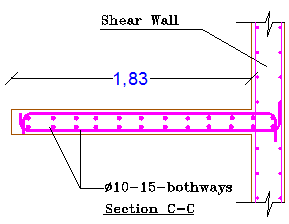 Shear Wall
1,83
ø10-15-bothways
Section C-C